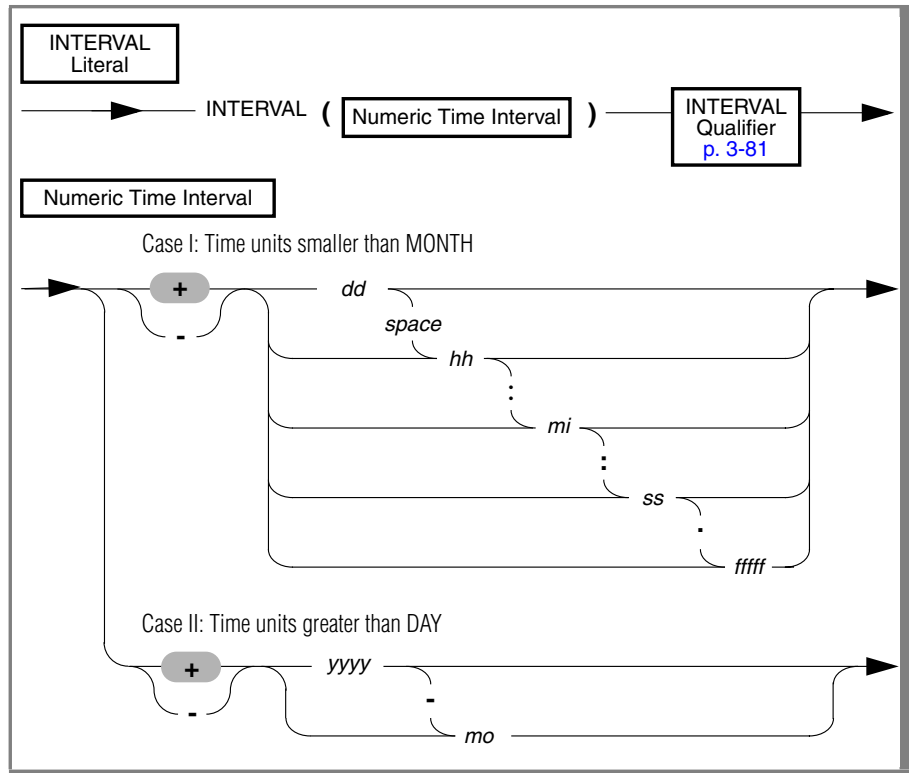 INTERVAL
Literal
INTERVAL ( Numeric Time Interval )
INTERVAL
Qualifier
p. 3-81
Numeric Time Interval
Case I: Time units smaller than MONTH
+
dd
-
space
hh
:
mi
:
ss
.
fffff
Case II: Time units greater than DAY
+
yyyy
-
-
mo